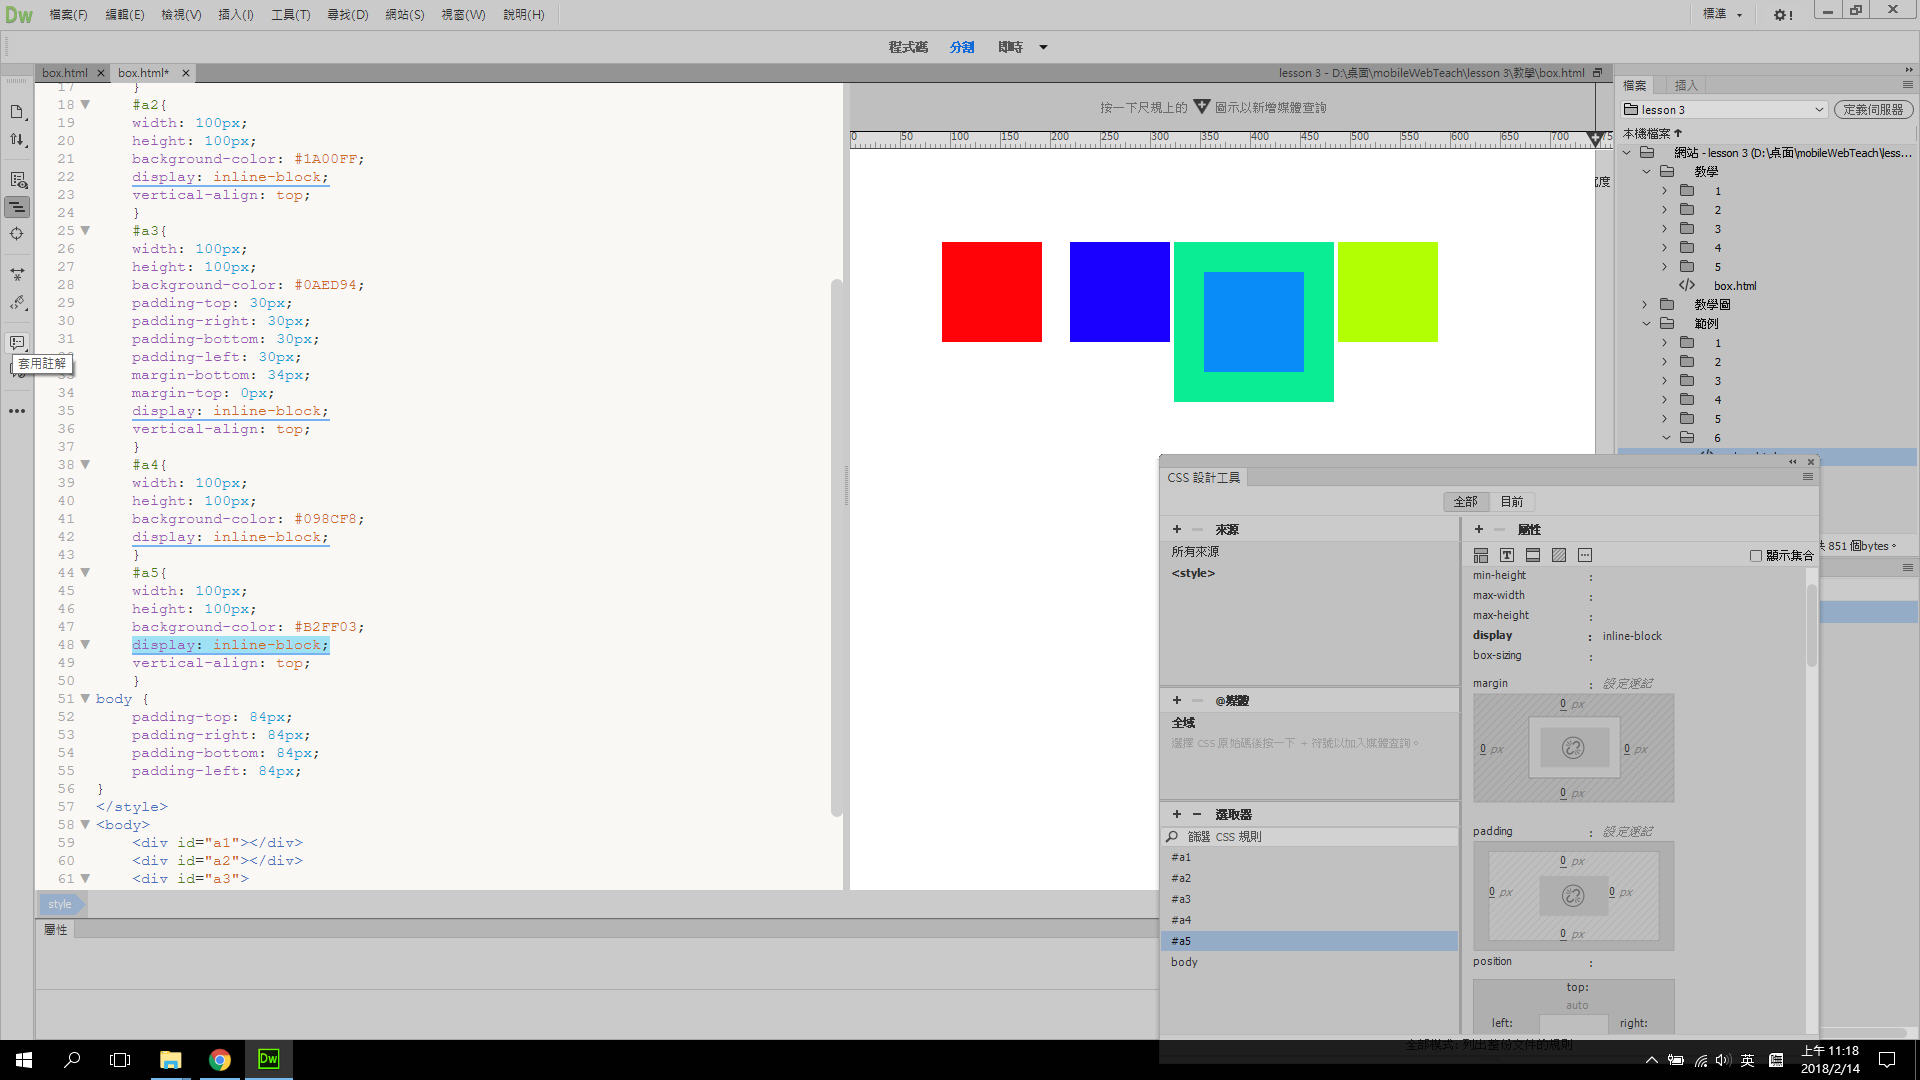 Dw 檔案(F) 編輯(E) 檢視(V) 插入(I) 工具(T) 尋找(D) 網站(S) 視窗(W) 說明(H) 標準
程式碼 分割 即時
box.html box.html* lesson 3 - D:\桌面\mobileWebTeach\lesson 3\教學\box.html
17 }
18 #a2{
19 width: 100px;
20 height: 100px;
21 background-color: #1A00FF;
22 display: inline-block;
23 vertical-align: top;
24 }
25 #a3{
26 width: 100px;
27 height: 100px;
28 background-color: #0AED94;
29 padding-top: 30px;
30 padding-right: 30px;
31 padding-bottom: 30px;
padding-left: 30px;
套用註解
margin-bottom: 34px;
34 margin-top: 0px;
35 display: inline-block;
36 vertical-align: top;
37 }
38 #a4{
39 width: 100px;
40 height: 100px;
41 background-color: #098CF8;
42 display: inline-block;
43 }
44 #a5{
45 width: 100px;
46 height: 100px;
47 background-color: #B2FF03;
48 display: inline-block;
49 vertical-align: top;
50 }
51 body {
52 padding-top: 84px;
53 padding-right: 84px;
54 padding-bottom: 84px;
55 padding-left: 84px;
56 }
57 </style>
58 <body>
59 <div id="a1"></div>
60 <div id="a2"></div>
61 <div id="a3">
style
屬性
按一下尺規上的 圖示以新增媒體查詢
0 50 100 150 200 250 300 350 400 450 500 550 600 650 700
度
檔案 插入
lesson 3 定義伺服器
本機檔案
網站 - lesson 3 (D:\桌面\mobileWebTeach\less...
教學
1
2
3
4
5
box.html
教學圖
範例
1
2
3
4
5
6
851 個bytes。
CSS 設計工具
全部 目前
+ − 來源
所有來源
<style>
+ − @媒體
全域
選擇 CSS 原始碼後按一下 + 符號以加入媒體查詢。
+ − 選取器
篩選 CSS 規則
#a1
#a2
#a3
#a4
#a5
body
+ − 屬性
顯示集合
min-height :
max-width :
max-height :
display : inline-block
box-sizing :
margin : 設定速記
0 px
0 px 0 px
0 px
padding : 設定速記
0 px
0 px 0 px
0 px
position :
top:
auto
left: right:
全部模式: 列出整份文件的規則
Dw
英
上午 11:18
2018/2/14